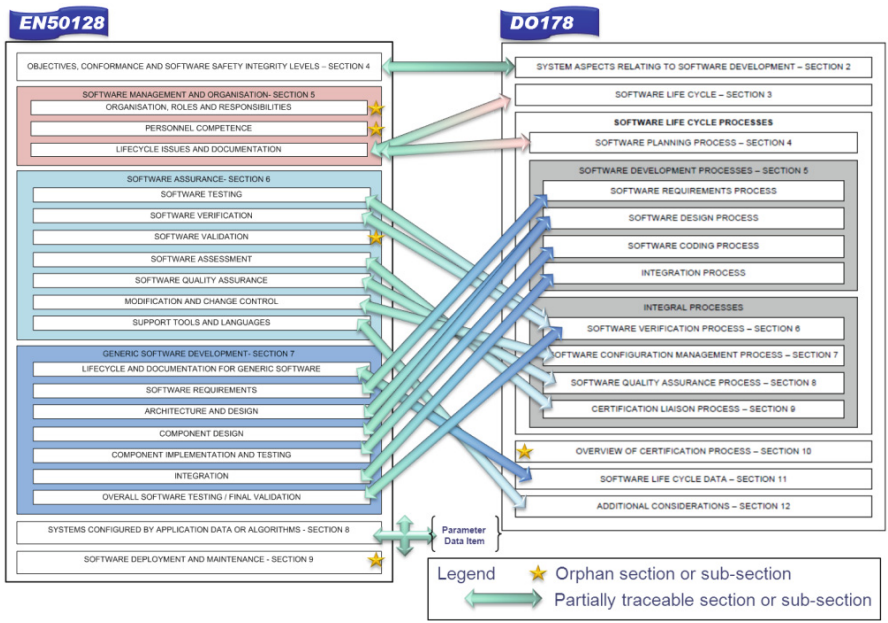 EN50128
OBJECTIVES, CONFORMANCE AND SOFTWARE SAFETY INTEGRITY LEVELS – SECTION 4
SOFTWARE MANAGEMENT AND ORGANISATION- SECTION 5
ORGANISATION, ROLES AND RESPONSIBILITIES
PERSONNEL COMPETENCE
LIFECYCLE ISSUES AND DOCUMENTATION
SOFTWARE ASSURANCE- SECTION 6
SOFTWARE TESTING
SOFTWARE VERIFICATION
SOFTWARE VALIDATION
SOFTWARE ASSESSMENT
SOFTWARE QUALITY ASSURANCE
MODIFICATION AND CHANGE CONTROL
SUPPORT TOOLS AND LANGUAGES
GENERIC SOFTWARE DEVELOPMENT- SECTION 7
LIFECYCLE AND DOCUMENTATION FOR GENERIC SOFTWARE
SOFTWARE REQUIREMENTS
ARCHITECTURE AND DESIGN
COMPONENT DESIGN
COMPONENT IMPLEMENTATION AND TESTING
INTEGRATION
OVERALL SOFTWARE TESTING / FINAL VALIDATION
SYSTEMS CONFIGURED BY APPLICATION DATA OR ALGORITHMS - SECTION 8
SOFTWARE DEPLOYMENT AND MAINTENANCE - SECTION 9
DO178
SYSTEM ASPECTS RELATING TO SOFTWARE DEVELOPMENT – SECTION 2
SOFTWARE LIFE CYCLE – SECTION 3
SOFTWARE LIFE CYCLE PROCESSES
SOFTWARE PLANNING PROCESS – SECTION 4
SOFTWARE DEVELOPMENT PROCESSES – SECTION 5
SOFTWARE REQUIREMENTS PROCESS
SOFTWARE DESIGN PROCESS
SOFTWARE CODING PROCESS
INTEGRATION PROCESS
INTEGRAL PROCESSES
SOFTWARE VERIFICATION PROCESS – SECTION 6
SOFTWARE CONFIGURATION MANAGEMENT PROCESS – SECTION 7
SOFTWARE QUALITY ASSURANCE PROCESS – SECTION 8
CERTIFICATION LIAISON PROCESS – SECTION 9
OVERVIEW OF CERTIFICATION PROCESS – SECTION 10
SOFTWARE LIFE CYCLE DATA – SECTION 11
ADDITIONAL CONSIDERATIONS – SECTION 12
Parameter
Data Item
Legend
Orphan section or sub-section
Partially traceable section or sub-section